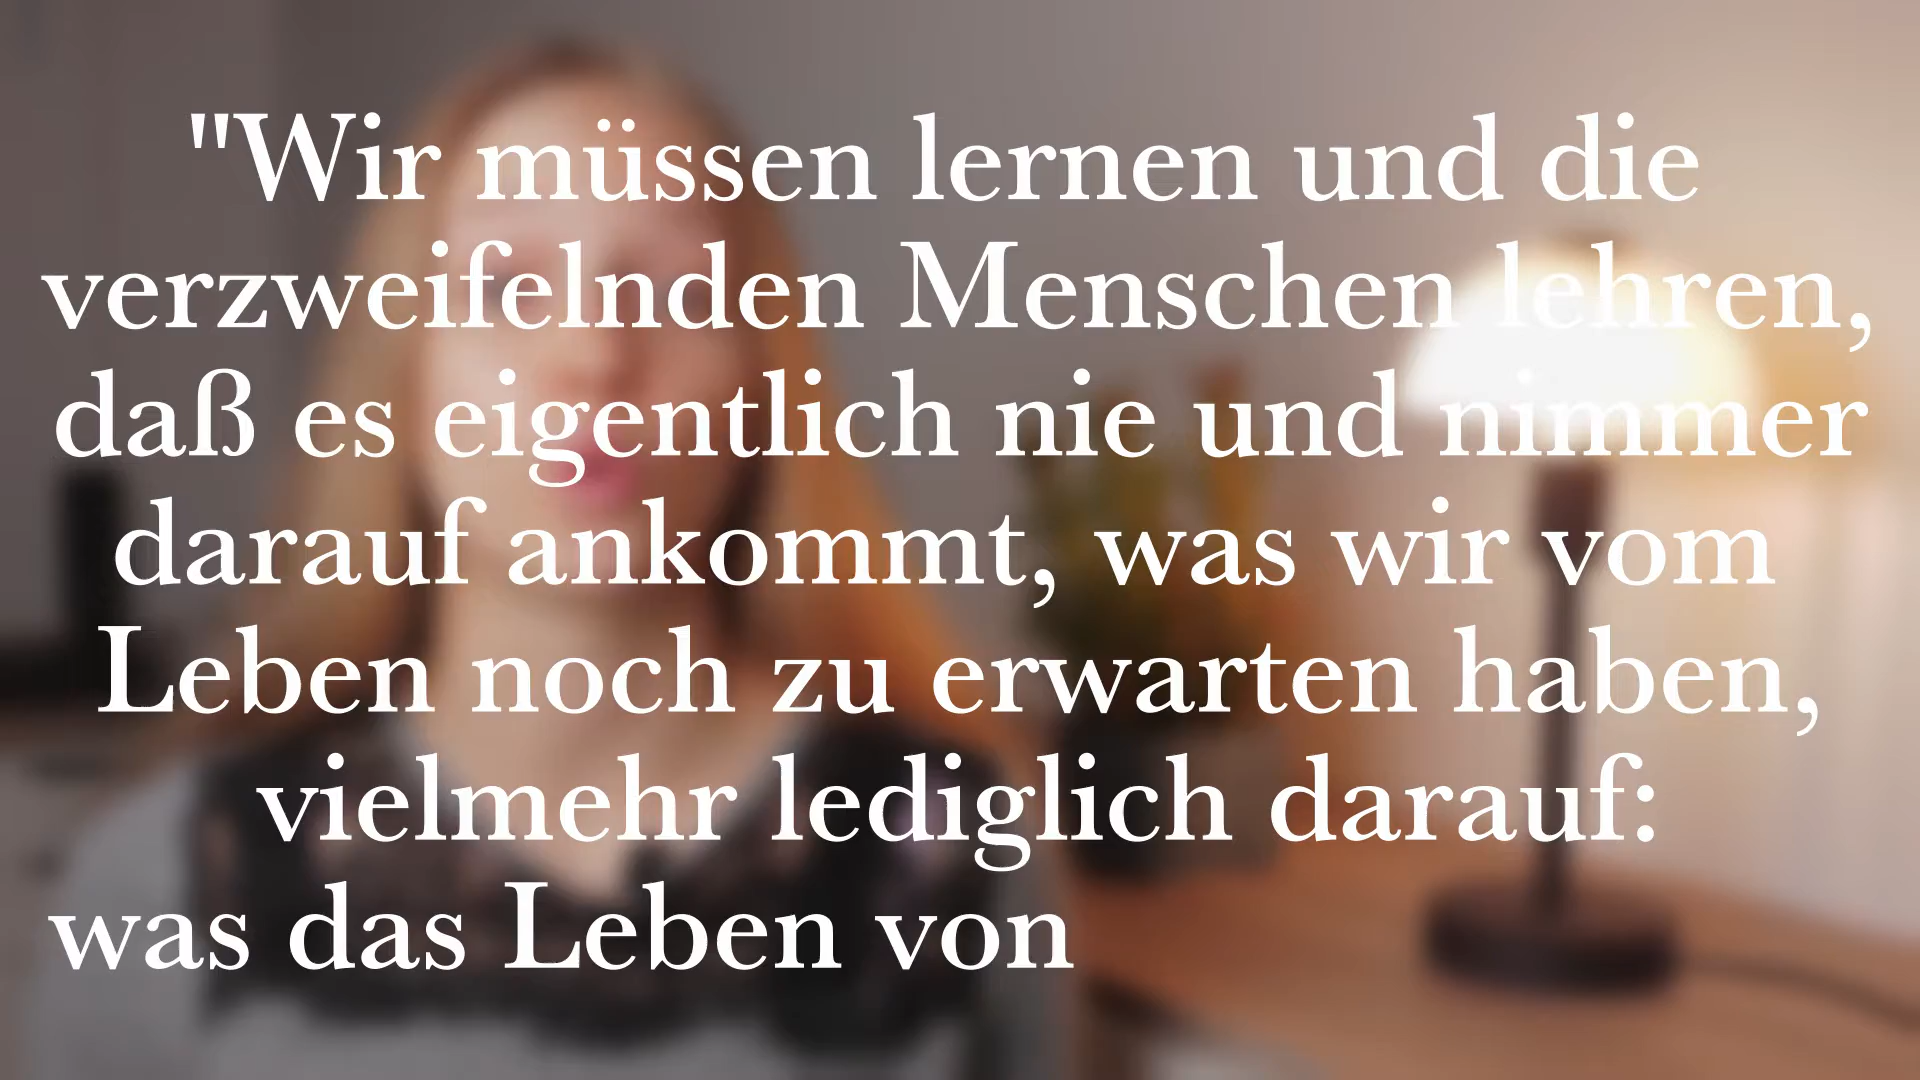 "Wir müssen lernen und die
verzweifelnden Menschen lehren,
daß es eigentlich nie und nimmer
darauf ankommt, was wir vom
Leben noch zu erwarten haben,
vielmehr lediglich darauf:
was das Leben von